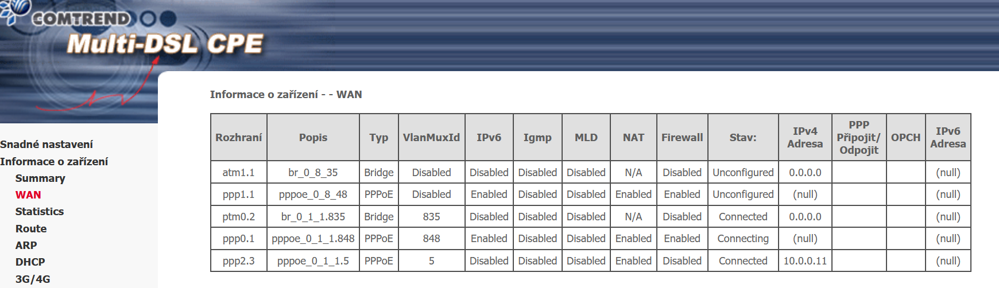 COMTREND
Multi-DSL CPE
Informace o zařízení - - WAN
Snadné nastavení
Informace o zařízení
Summary
WAN
Statistics
Route
ARP
DHCP
3G/4G
Rozhraní Popis Typ VlanMuxId IPv6 Igmp MLD NAT Firewall Stav: IPv4 Adresa PPP Připojit/ Odpojit OPCH IPv6 Adresa
atm1.1 br_0_8_35 Bridge Disabled Disabled Disabled Disabled N/A Disabled Unconfigured 0.0.0.0 (null)
ppp1.1 pppoe_0_8_48 PPPoE Disabled Enabled Disabled Disabled Enabled Enabled Unconfigured (null) (null)
ptm0.2 br_0_1_1.835 Bridge 835 Disabled Disabled Disabled N/A Disabled Connected 0.0.0.0 (null)
ppp0.1 pppoe_0_1_1.848 PPPoE 848 Enabled Disabled Disabled Enabled Enabled Connecting (null) (null)
ppp2.3 pppoe_0_1_1.5 PPPoE 5 Disabled Disabled Disabled Enabled Disabled Connected 10.0.0.11 (null)